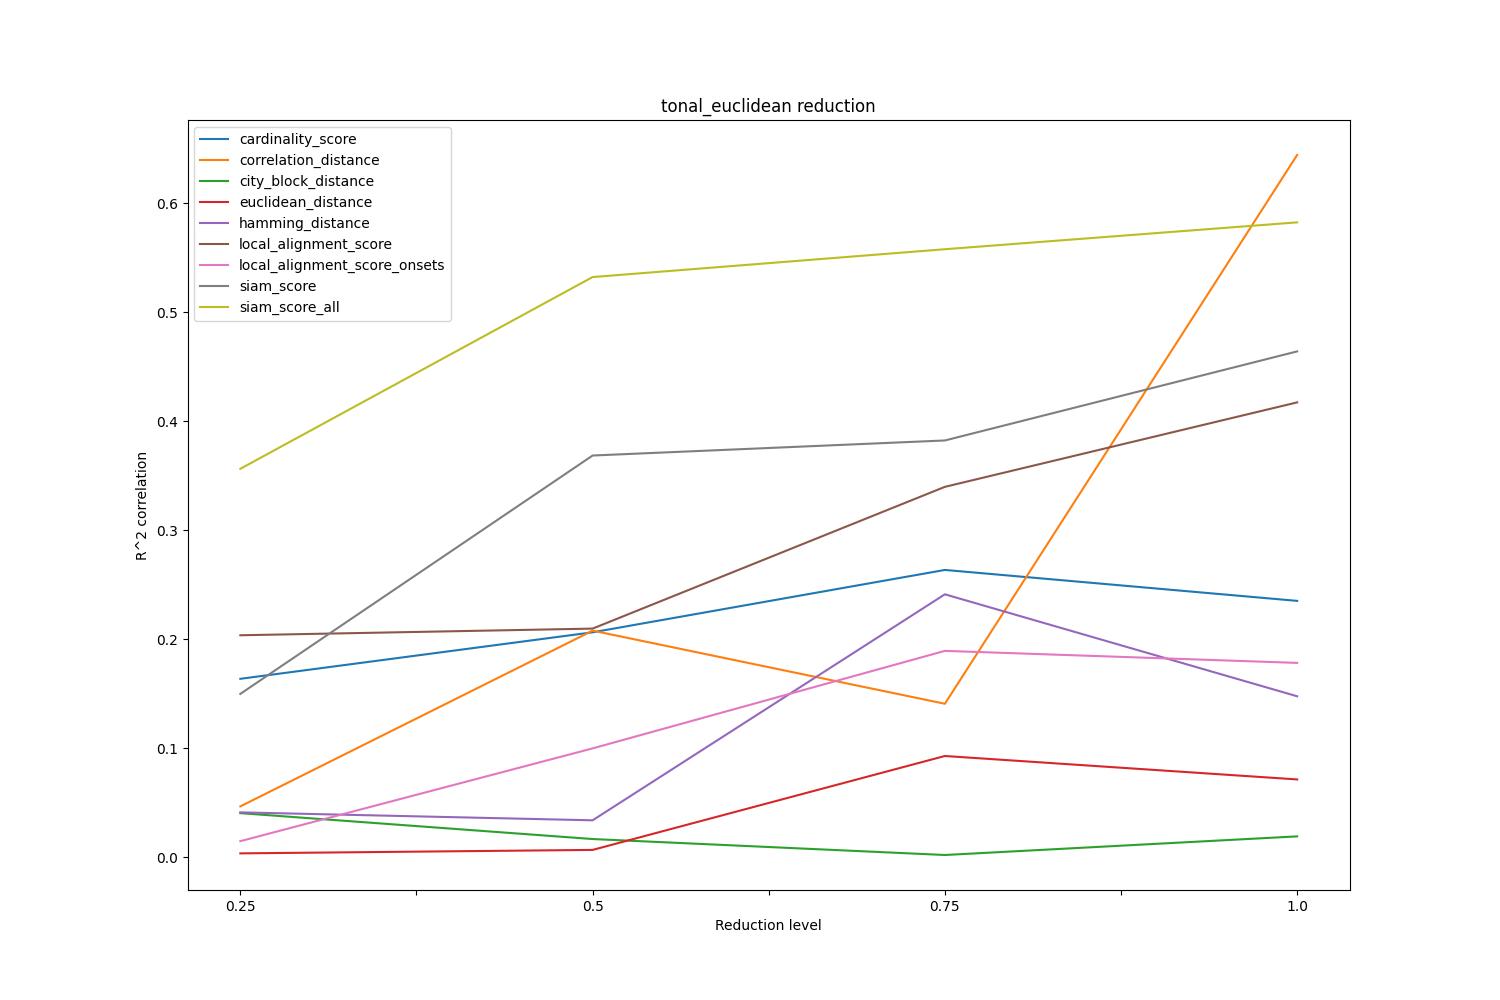 tonal_euclidean reduction
cardinality_score
correlation_distance
city_block_distance
euclidean_distance
hamming_distance
local_alignment_score
local_alignment_score_onsets
siam_score
siam_score_all
R^2 correlation
0.6
0.5
0.4
0.3
0.2
0.1
0.0
0.25 0.5 0.75 1.0
Reduction level